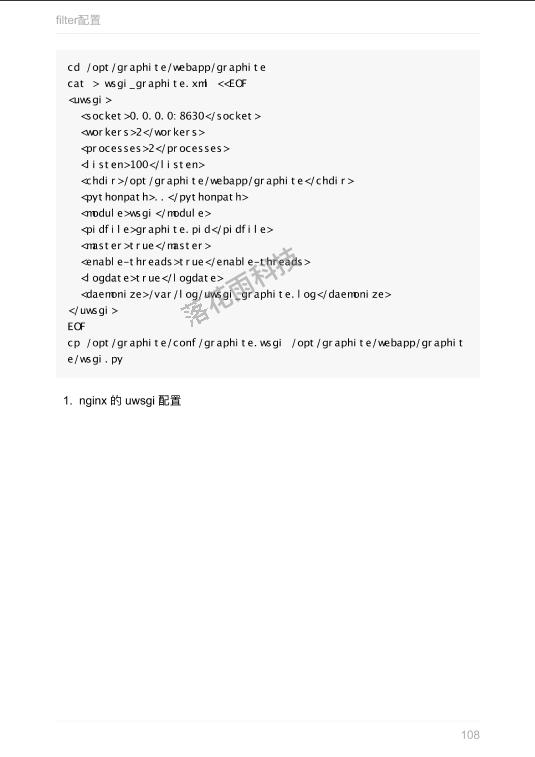 filter配置
cd /opt/graphite/webapp/graphite
cat > wsgi_graphite.xml <<EOF
<uwsgi>
<socket>0.0.0.0:8630</socket>
<workers>2</workers>
<processes>2</processes>
<listen>100</listen>
<chdir>/opt/graphite/webapp/graphite</chdir>
<pythonpath>..</pythonpath>
<module>wsgi</module>
<pidfile>graphite.pid</pidfile>
<master>true</master>
<enable-threads>true</enable-threads>
<logdate>true</logdate>
<daemonize>/var/log/uwsgi_graphite.log</daemonize>
</uwsgi>
EOF
cp /opt/graphite/conf/graphite.wsgi /opt/graphite/webapp/graphit
e/wsgi.py
落花雨科技
1. nginx 的 uwsgi 配置
108